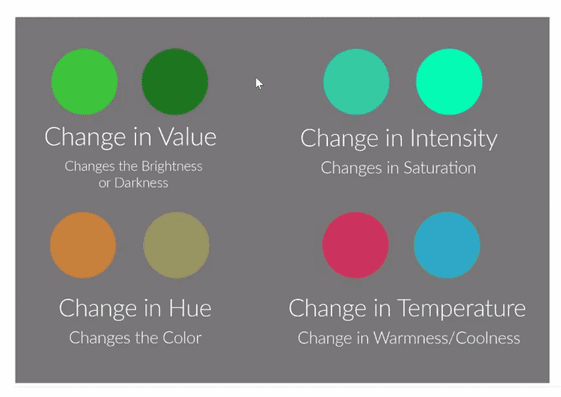 Change in Value
Changes the Brightness
or Darkness
Change in Intensity
Changes in Saturation
Change in Hue
Changes the Color
Change in Temperature
Change in Warmness/Coolness